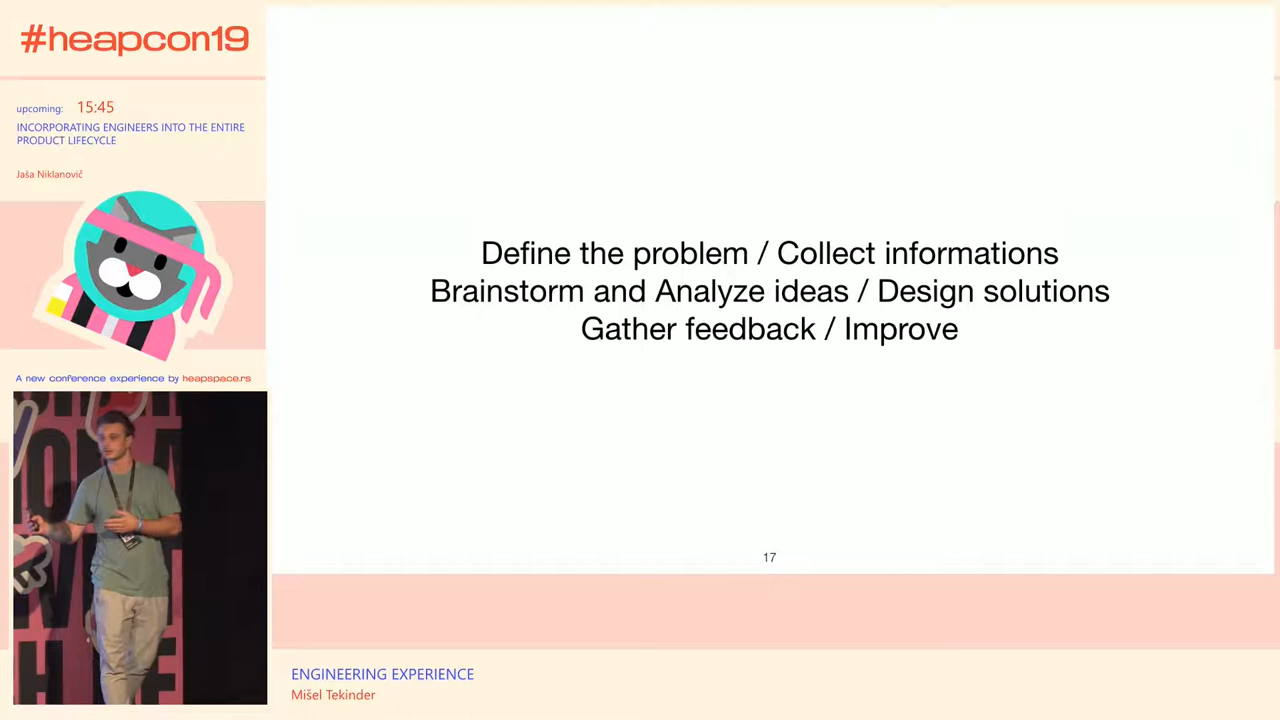 #heapcon19
upcoming: 15:45
INCORPORATING ENGINEERS INTO THE ENTIRE
PRODUCT LIFECYCLE
Jaša Niklanovič
A new conference experience by heapspace.rs
Define the problem / Collect informations
Brainstorm and Analyze ideas / Design solutions
Gather feedback / Improve
17
ENGINEERING EXPERIENCE
Mišel Tekinder